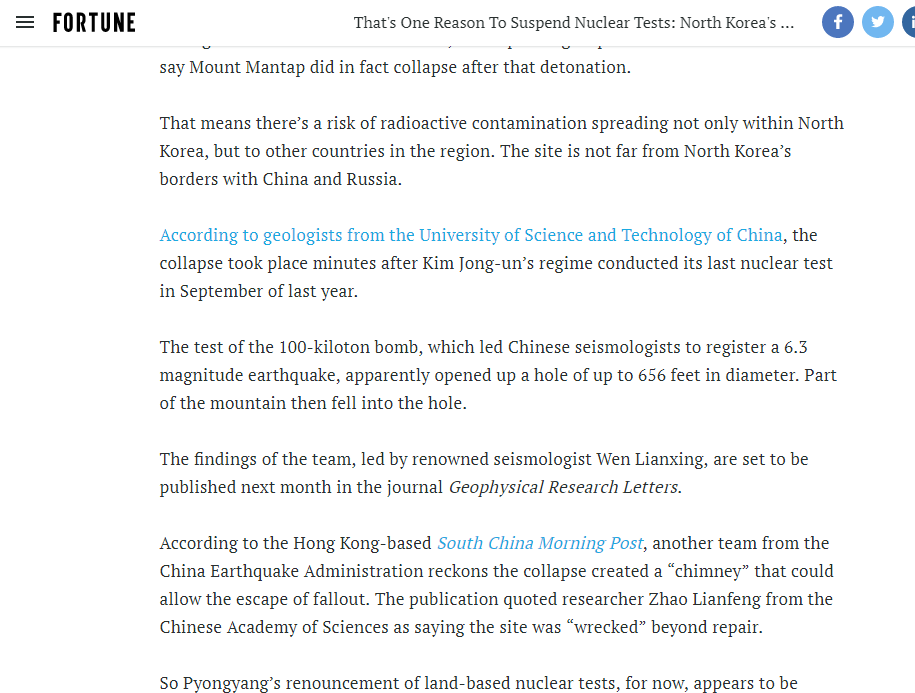 FORTUNE
That's One Reason To Suspend Nuclear Tests: North Korea's ...
say Mount Mantap did in fact collapse after that detonation.
That means there’s a risk of radioactive contamination spreading not only within North
Korea, but to other countries in the region. The site is not far from North Korea’s
borders with China and Russia.
According to geologists from the University of Science and Technology of China, the
collapse took place minutes after Kim Jong-un’s regime conducted its last nuclear test
in September of last year.
The test of the 100-kiloton bomb, which led Chinese seismologists to register a 6.3
magnitude earthquake, apparently opened up a hole of up to 656 feet in diameter. Part
of the mountain then fell into the hole.
The findings of the team, led by renowned seismologist Wen Lianxing, are set to be
published next month in the journal Geophysical Research Letters.
According to the Hong Kong-based South China Morning Post, another team from the
China Earthquake Administration reckons the collapse created a “chimney” that could
allow the escape of fallout. The publication quoted researcher Zhao Lianfeng from the
Chinese Academy of Sciences as saying the site was “wrecked” beyond repair.
So Pyongyang’s renouncement of land-based nuclear tests, for now, appears to be